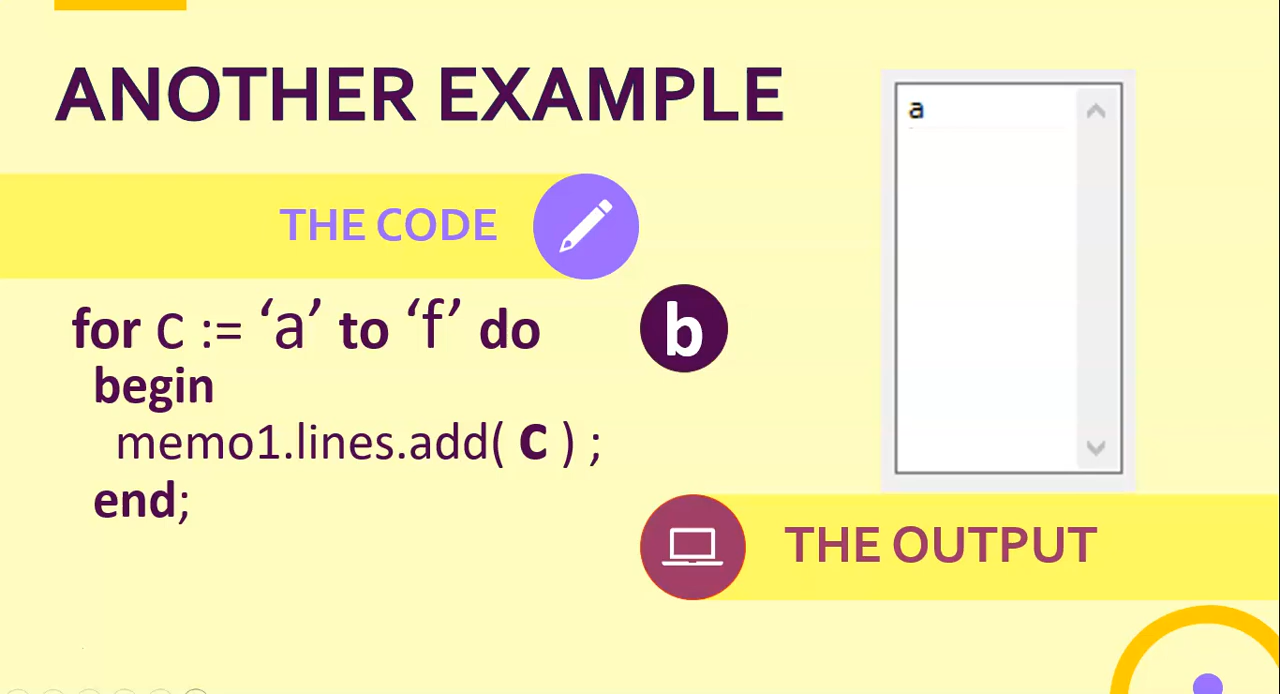 ANOTHER EXAMPLE
THE CODE
for C := ‘a’ to ‘f’ do
begin
memo1.lines.add( C ) ;
end;
b
a
THE OUTPUT